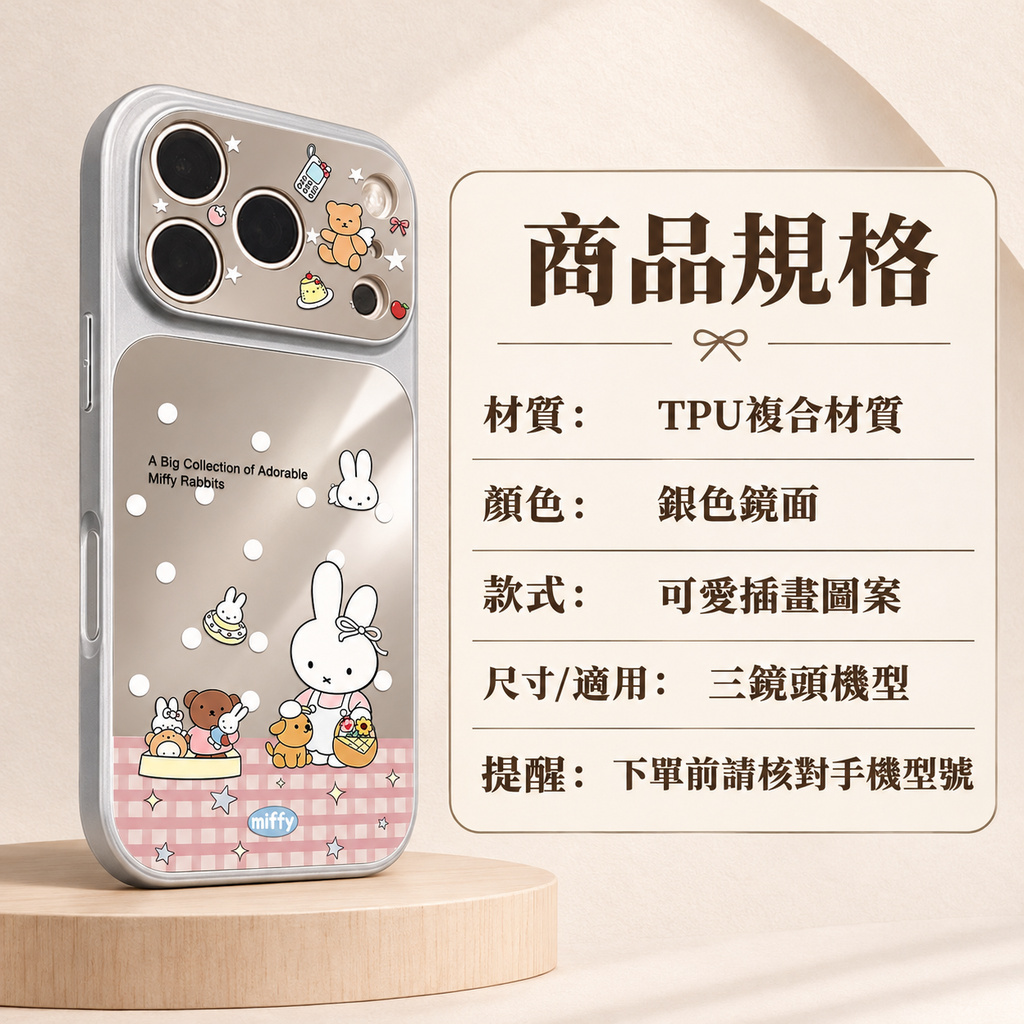 A Big Collection of Adorable
Miffy Rabbits
miffy
商品規格
材質： TPU複合材質
顏色： 銀色鏡面
款式： 可愛插畫圖案
尺寸/適用： 三鏡頭機型
提醒：下單前請核對手機型號